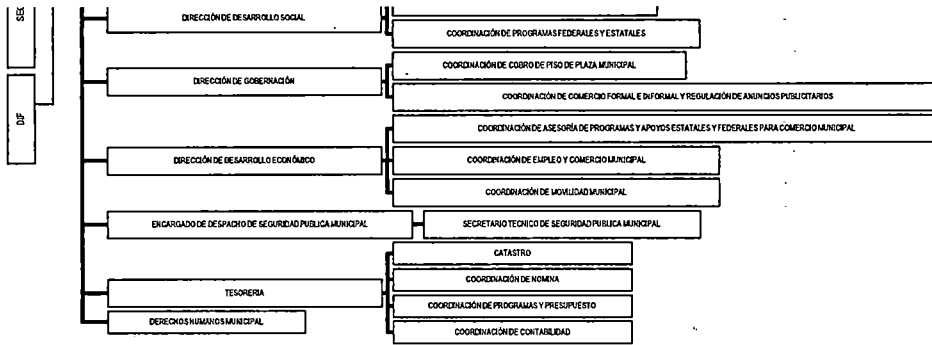 SEC
DIRECCIÓN DE DESARROLLO SOCIAL
COORDINACIÓN DE PROGRAMAS FEDERALES Y ESTATALES
DIF
DIRECCIÓN DE GOBERNACIÓN
COORDINACIÓN DE COBRO DE PISO DE PLAZA MUNICIPAL
COORDINACIÓN DE COMERCIO FORMAL E INFORMAL Y REGULACIÓN DE ANUNCIOS PUBLICITARIOS
DIRECCIÓN DE DESARROLLO ECONÓMICO
COORDINACIÓN DE ASESORÍA DE PROGRAMAS Y APOYOS ESTATALES Y FEDERALES PARA COMERCIO MUNICIPAL
COORDINACIÓN DE EMPLEO Y COMERCIO MUNICIPAL
COORDINACIÓN DE MOVILIDAD MUNICIPAL
ENCARGADO DE DESPACHO DE SEGURIDAD PUBLICA MUNICIPAL
SECRETARIO TECNICO DE SEGURIDAD PUBLICA MUNICIPAL
TESORERIA
CATASTRO
COORDINACIÓN DE NOMINA
COORDINACIÓN DE PROGRAMAS Y PRESUPUESTO
COORDINACIÓN DE CONTABILIDAD
DERECHOS HUMANOS MUNICIPAL